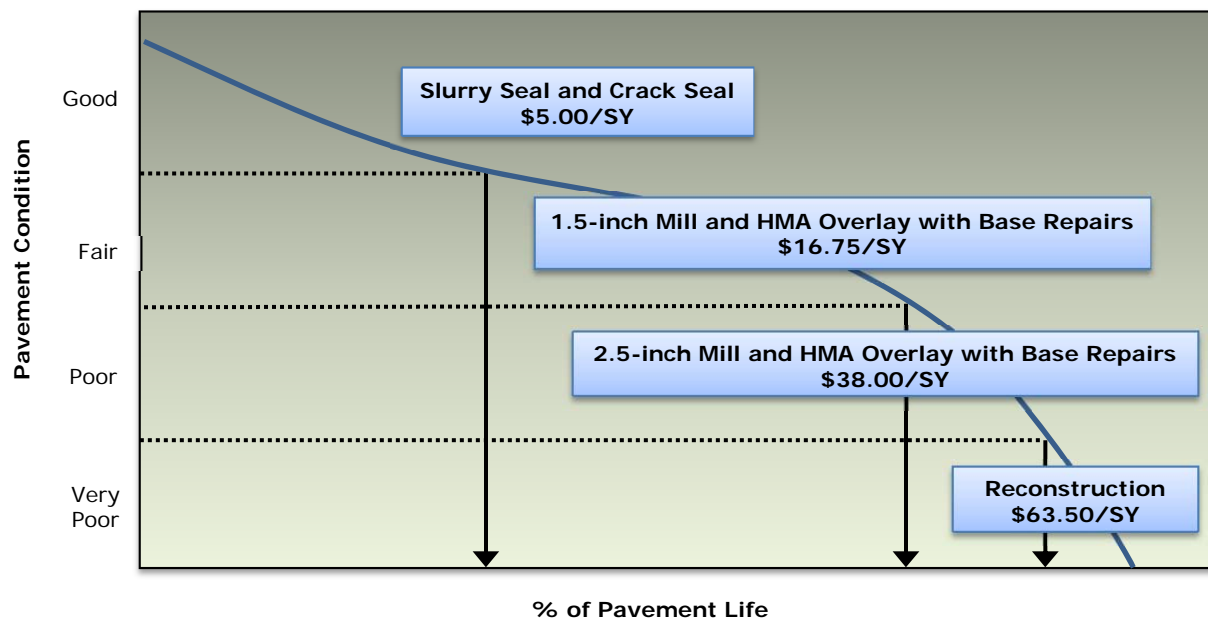 Pavement Condition
Good
Fair
Poor
Very
Poor
Slurry Seal and Crack Seal
$5.00/SY
1.5-inch Mill and HMA Overlay with Base Repairs
$16.75/SY
2.5-inch Mill and HMA Overlay with Base Repairs
$38.00/SY
Reconstruction
$63.50/SY
% of Pavement Life